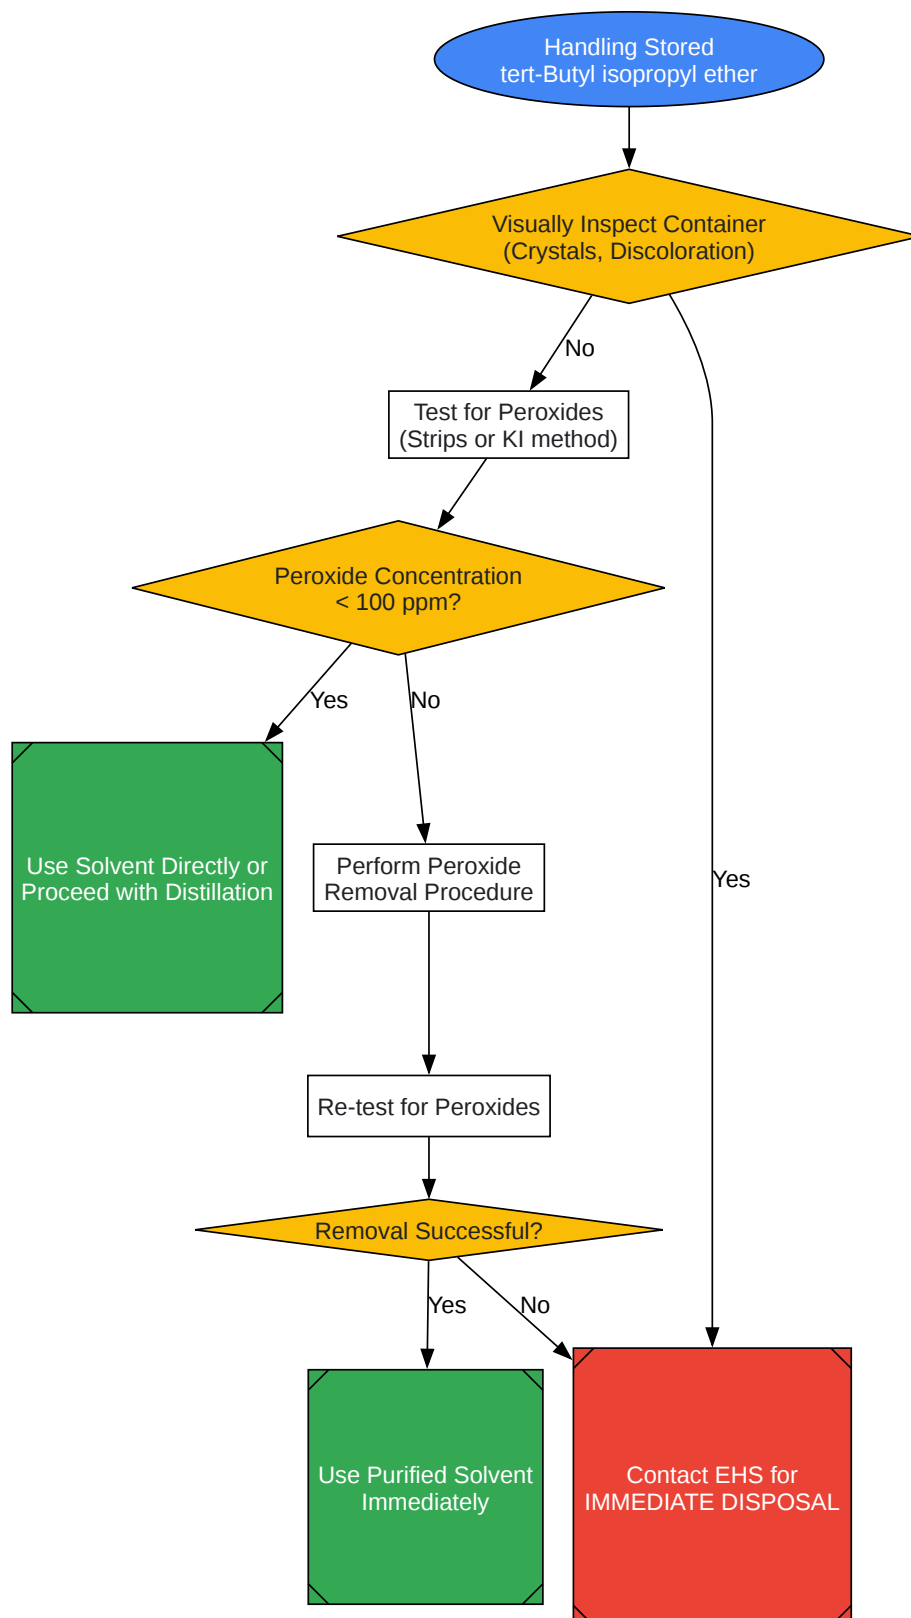 Handling Stored
tert-Butyl isopropyl ether
Visually Inspect Container
(Crystals, Discoloration)
No
Test for Peroxides
(Strips or KI method)
Peroxide Concentration
< 100 ppm?
Yes
No
Use Solvent Directly or
Proceed with Distillation
Perform Peroxide
Removal Procedure
Yes
Re-test for Peroxides
Removal Successful?
Yes
No
Use Purified Solvent
Immediately
Contact EHS for
IMMEDIATE DISPOSAL